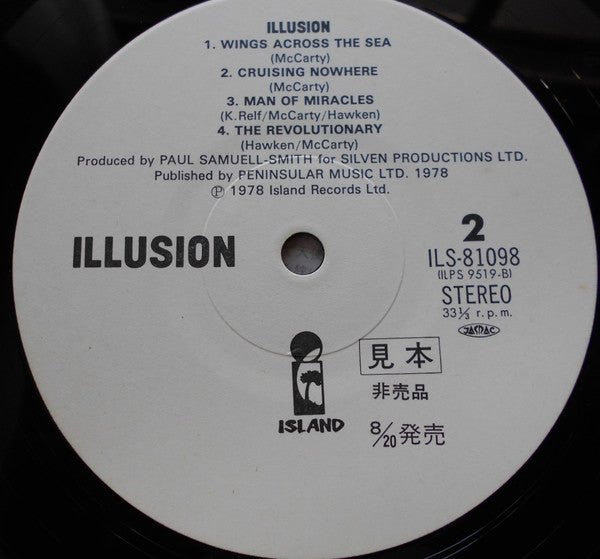 ILLUSION
1. WINGS ACROSS THE SEA
(McCarty)
2. CRUISING NOWHERE
(McCarty)
3. MAN OF MIRACLES
(K.Relf/McCarty/Hawken)
4. THE REVOLUTIONARY
(Hawken/McCarty)
Produced by PAUL SAMUELL-SMITH for SILVEN PRODUCTIONS LTD.
Published by PENINSULAR MUSIC LTD. 1978
Ⓟ 1978 Island Records Ltd.
ILLUSION
2
ILS-81098
(ILPS 9519-B)
STEREO
33⅓ r.p.m.
JASRAC
ISLAND
見本
非売品
8/20発売